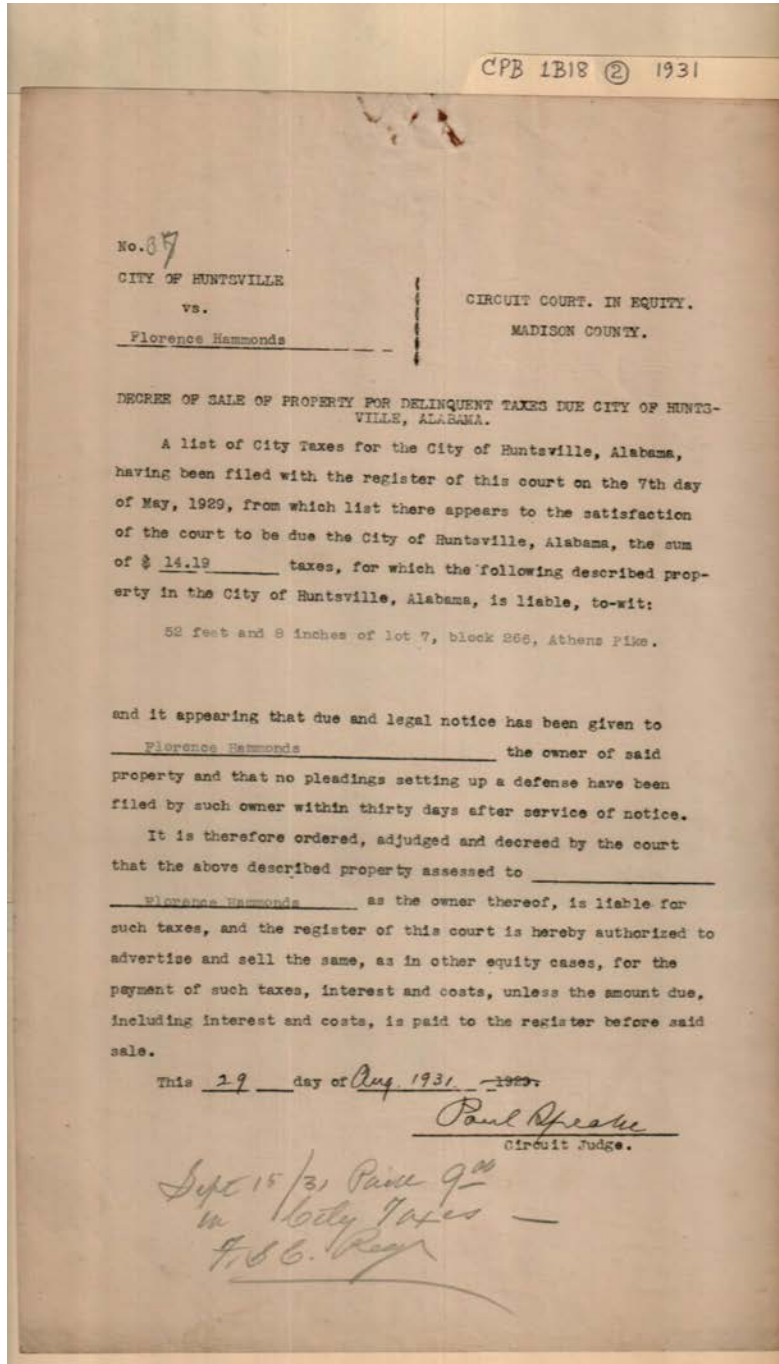 CPB 1B18 ② 1931
No. 37
CITY OF HUNTSVILLE
vs.
Florence Hammonds
CIRCUIT COURT. IN EQUITY.
MADISON COUNTY.
DECREE OF SALE OF PROPERTY FOR DELINQUENT TAXES DUE CITY OF HUNTS-
VILLE, ALABAMA.
A list of City Taxes for the City of Huntsville, Alabama,
having been filed with the register of this court on the 7th day
of May, 1929, from which list there appears to the satisfaction
of the court to be due the City of Huntsville, Alabama, the sum
of $ 14.19 taxes, for which the following described prop-
erty in the City of Huntsville, Alabama, is liable, to-wit:
52 feet and 8 inches of lot 7, block 266, Athens Pike.
and it appearing that due and legal notice has been given to
Florence Hammonds the owner of said
property and that no pleadings setting up a defense have been
filed by such owner within thirty days after service of notice.
It is therefore ordered, adjudged and decreed by the court
that the above described property assessed to
Florence Hammonds as the owner thereof, is liable for
such taxes, and the register of this court is hereby authorized to
advertise and sell the same, as in other equity cases, for the
payment of such taxes, interest and costs, unless the amount due,
including interest and costs, is paid to the register before said
sale.
This 29 day of Aug. 1931 1929.
Paul Speake
Circuit Judge.
Sept 15/31 Paid 9.00
in City Taxes —